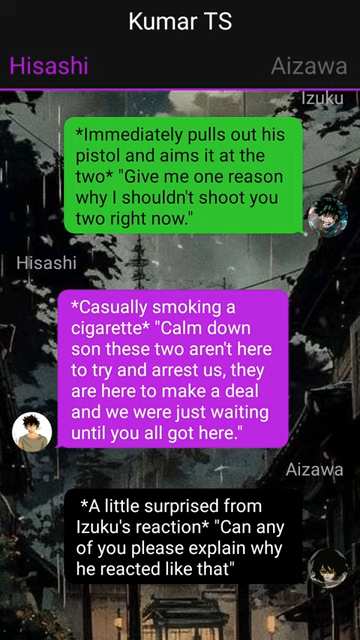 Kumar TS
Hisashi
Aizawa
Izuku
*Immediately pulls out his
pistol and aims it at the
two* "Give me one reason
why I shouldn't shoot you
two right now."
Hisashi
*Casually smoking a
cigarette* "Calm down
son these two aren't here
to try and arrest us, they
are here to make a deal
and we were just waiting
until you all got here."
Aizawa
*A little surprised from
Izuku's reaction* "Can any
of you please explain why
he reacted like that"